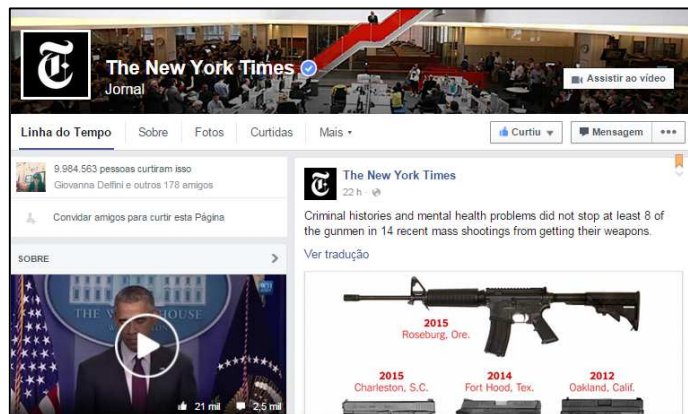 The New York Times
Jornal
Assistir ao vídeo
Linha do Tempo Sobre Fotos Curtidas Mais
Curtiu Mensagem
9.984.563 pessoas curtiram isso
Giovanna Delfini e outros 178 amigos
Convidar amigos para curtir esta Página
SOBRE
THE WHITE HOUSE
21 mil 2,5 mil
The New York Times
22 h
Criminal histories and mental health problems did not stop at least 8 of
the gunmen in 14 recent mass shootings from getting their weapons.
Ver tradução
2015
Roseburg, Ore.
2015 2014 2012
Charleston, S.C. Fort Hood, Tex. Oakland, Calif.